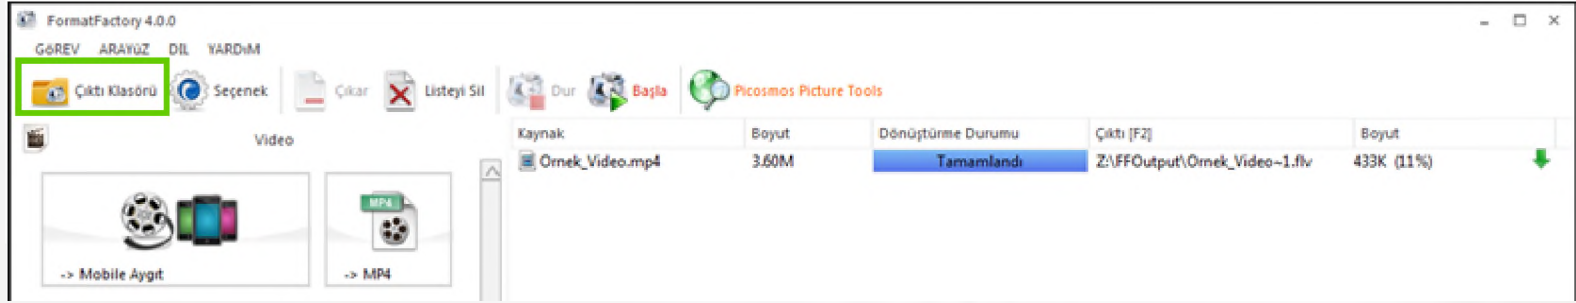 FormatFactory 4.0.0
GöREV ARAYüZ DIL YARDıM
Çıktı Klasörü Seçenek Çıkar Listeyi Sil Dur Başla Picosmos Picture Tools
Video
Kaynak Boyut Dönüştürme Durumu Çıktı [F2] Boyut
Ornek_Video.mp4 3.60M Tamamlandı Z:\FFOutput\Ornek_Video~1.flv 433K (11%)
MP4
-> Mobile Aygıt -> MP4